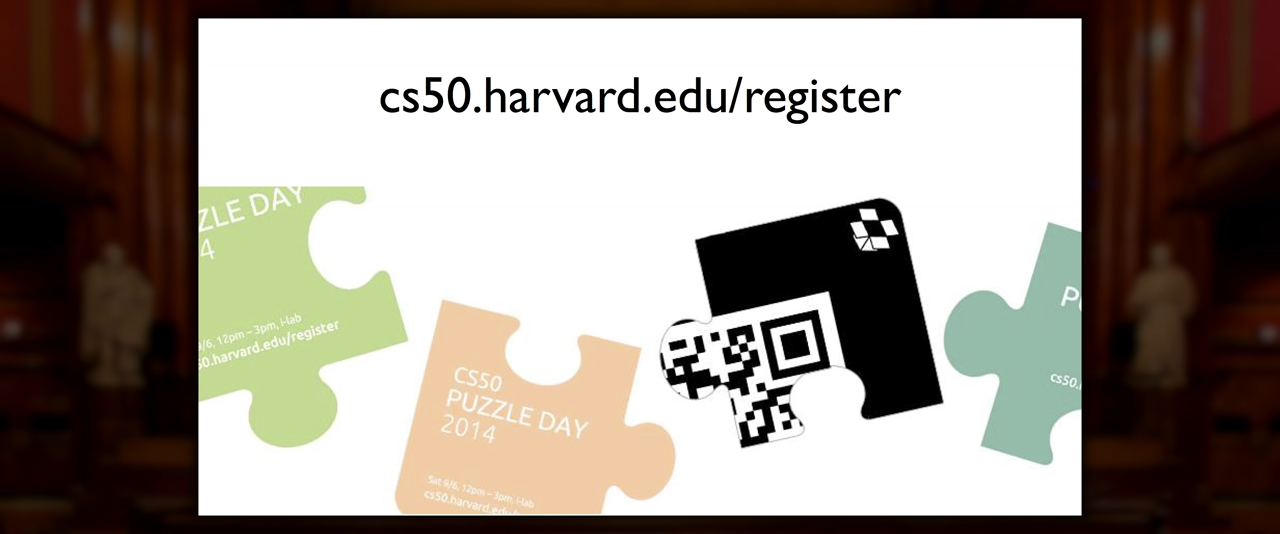 cs50.harvard.edu/register
ZLE DAY
4
9/6, 12pm – 3pm, i-lab
50.harvard.edu/register
CS50
PUZZLE DAY
2014
Sat 9/6, 12pm – 3pm, i-lab
cs50.harvard.edu/
P
cs50.